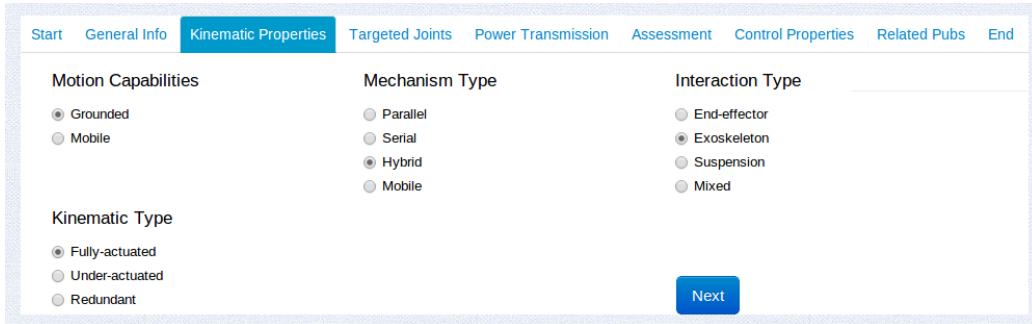 Start General Info Kinematic Properties Targeted Joints Power Transmission Assessment Control Properties Related Pubs End
Motion Capabilities
Grounded
Mobile
Mechanism Type
Parallel
Serial
Hybrid
Mobile
Interaction Type
End-effector
Exoskeleton
Suspension
Mixed
Kinematic Type
Fully-actuated
Under-actuated
Redundant
Next